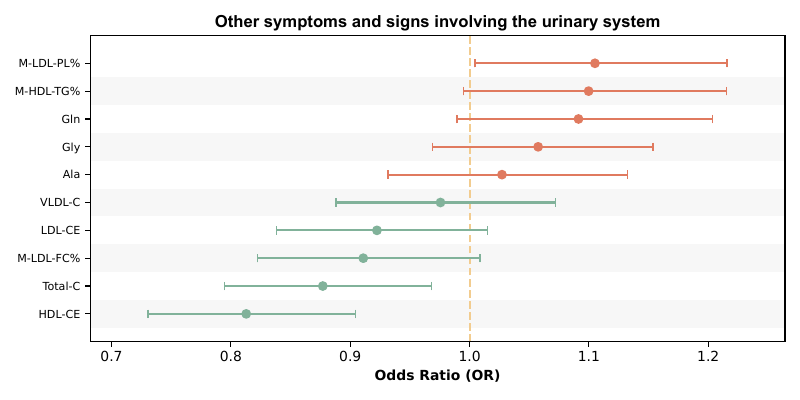 Other symptoms and signs involving the urinary system
M-LDL-PL%
M-HDL-TG%
Gln
Gly
Ala
VLDL-C
LDL-CE
M-LDL-FC%
Total-C
HDL-CE
0.7 0.8 0.9 1.0 1.1 1.2
Odds Ratio (OR)